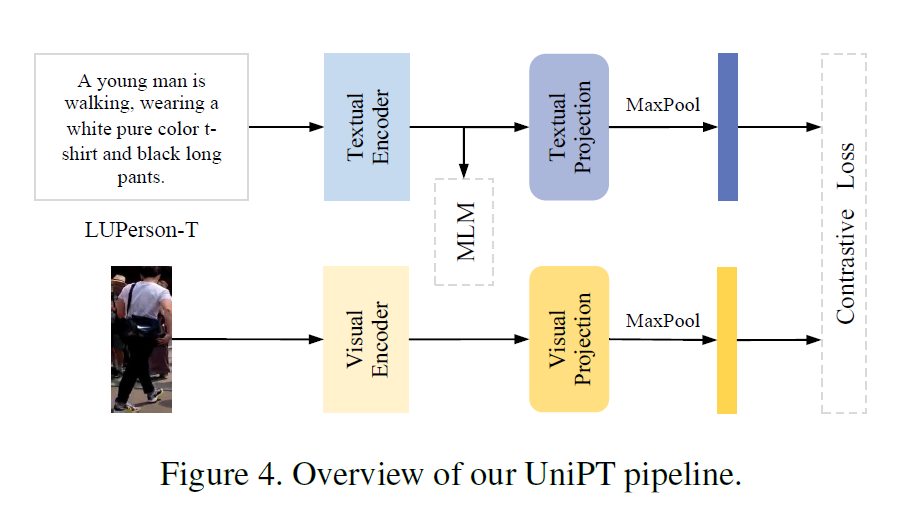 A young man is
walking, wearing a
white pure color t-
shirt and black long
pants.
LUPerson-T
Textual
Encoder
MLM
Textual
Projection
MaxPool
Visual
Encoder
Visual
Projection
MaxPool
Contrastive Loss
Figure 4. Overview of our UniPT pipeline.